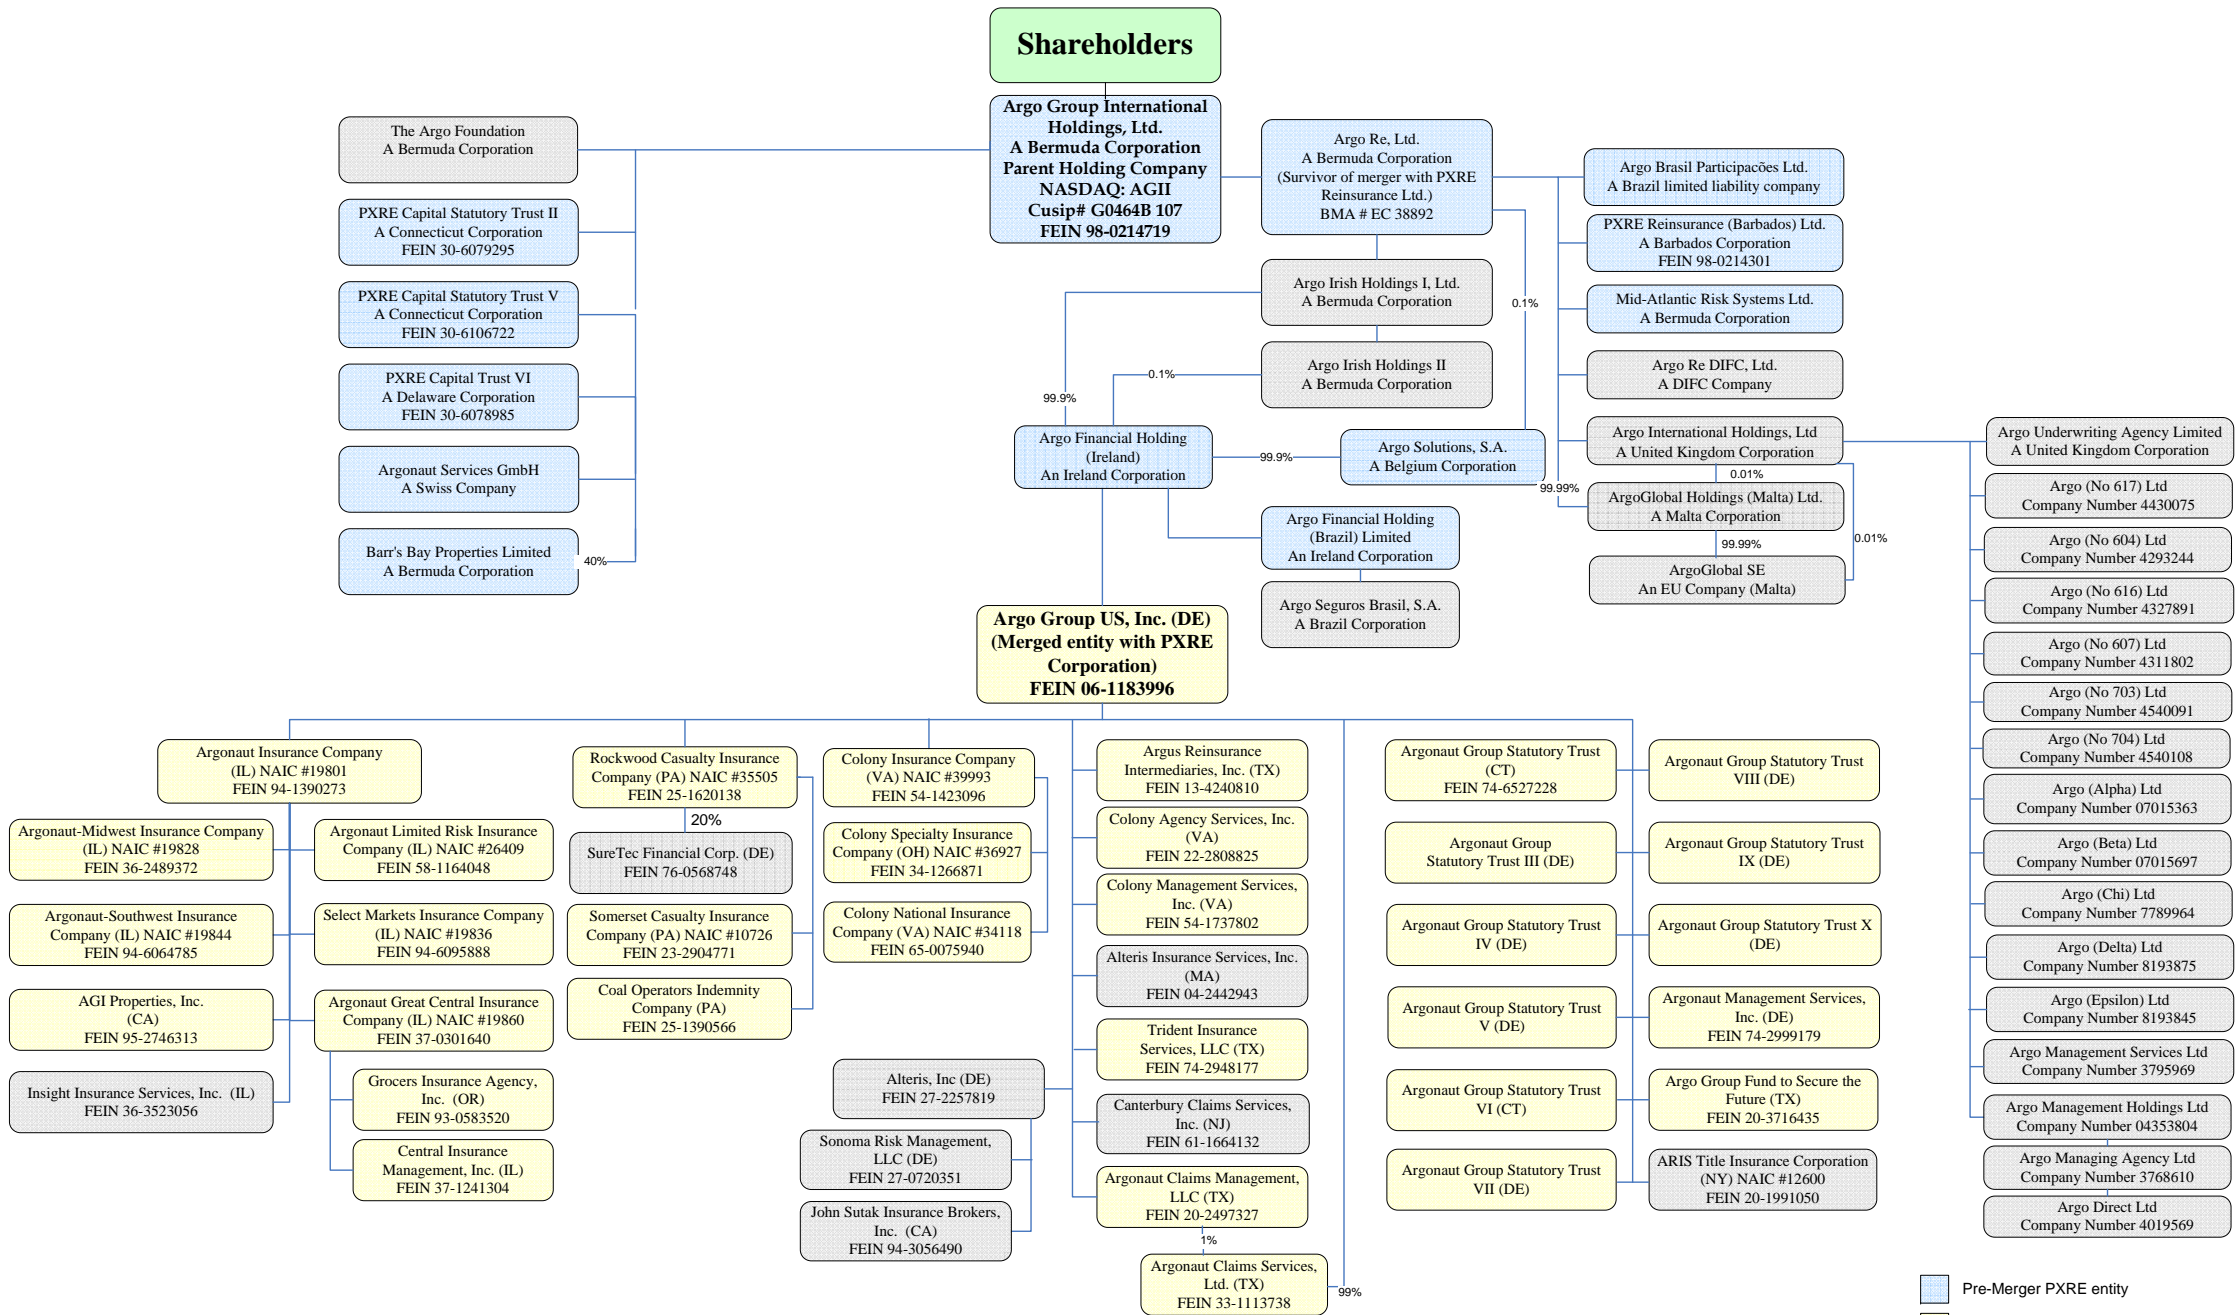 Shareholders
Argo Group International
Holdings, Ltd.
A Bermuda Corporation
Parent Holding Company
NASDAQ: AGII
Cusip# G0464B 107
FEIN 98-0214719
The Argo Foundation
A Bermuda Corporation
PXRE Capital Statutory Trust II
A Connecticut Corporation
FEIN 30-6079295
PXRE Capital Statutory Trust V
A Connecticut Corporation
FEIN 30-6106722
PXRE Capital Trust VI
A Delaware Corporation
FEIN 30-6078985
Argonaut Services GmbH
A Swiss Company
Barr's Bay Properties Limited
A Bermuda Corporation
40%
Argo Re, Ltd.
A Bermuda Corporation
(Survivor of merger with PXRE
Reinsurance Ltd.)
BMA # EC 38892
Argo Irish Holdings I, Ltd.
A Bermuda Corporation
Argo Irish Holdings II
A Bermuda Corporation
0.1%
99.9%
0.1%
Argo Financial Holding
(Ireland)
An Ireland Corporation
99.9%
Argo Solutions, S.A.
A Belgium Corporation
Argo Financial Holding
(Brazil) Limited
An Ireland Corporation
Argo Seguros Brasil, S.A.
A Brazil Corporation
Argo Brasil Participacões Ltd.
A Brazil limited liability company
PXRE Reinsurance (Barbados) Ltd.
A Barbados Corporation
FEIN 98-0214301
Mid-Atlantic Risk Systems Ltd.
A Bermuda Corporation
Argo Re DIFC, Ltd.
A DIFC Company
Argo International Holdings, Ltd
A United Kingdom Corporation
0.01%
99.99%
ArgoGlobal Holdings (Malta) Ltd.
A Malta Corporation
99.99%
0.01%
ArgoGlobal SE
An EU Company (Malta)
Argo Underwriting Agency Limited
A United Kingdom Corporation
Argo (No 617) Ltd
Company Number 4430075
Argo (No 604) Ltd
Company Number 4293244
Argo (No 616) Ltd
Company Number 4327891
Argo (No 607) Ltd
Company Number 4311802
Argo (No 703) Ltd
Company Number 4540091
Argo (No 704) Ltd
Company Number 4540108
Argo (Alpha) Ltd
Company Number 07015363
Argo (Beta) Ltd
Company Number 07015697
Argo (Chi) Ltd
Company Number 7789964
Argo (Delta) Ltd
Company Number 8193875
Argo (Epsilon) Ltd
Company Number 8193845
Argo Management Services Ltd
Company Number 3795969
Argo Management Holdings Ltd
Company Number 04353804
Argo Managing Agency Ltd
Company Number 3768610
Argo Direct Ltd
Company Number 4019569
Argo Group US, Inc. (DE)
(Merged entity with PXRE
Corporation)
FEIN 06-1183996
Argonaut Insurance Company
(IL) NAIC #19801
FEIN 94-1390273
Argonaut-Midwest Insurance Company
(IL) NAIC #19828
FEIN 36-2489372
Argonaut Limited Risk Insurance
Company (IL) NAIC #26409
FEIN 58-1164048
Argonaut-Southwest Insurance
Company (IL) NAIC #19844
FEIN 94-6064785
Select Markets Insurance Company
(IL) NAIC #19836
FEIN 94-6095888
AGI Properties, Inc.
(CA)
FEIN 95-2746313
Argonaut Great Central Insurance
Company (IL) NAIC #19860
FEIN 37-0301640
Insight Insurance Services, Inc. (IL)
FEIN 36-3523056
Grocers Insurance Agency,
Inc. (OR)
FEIN 93-0583520
Central Insurance
Management, Inc. (IL)
FEIN 37-1241304
Rockwood Casualty Insurance
Company (PA) NAIC #35505
FEIN 25-1620138
20%
SureTec Financial Corp. (DE)
FEIN 76-0568748
Somerset Casualty Insurance
Company (PA) NAIC #10726
FEIN 23-2904771
Coal Operators Indemnity
Company (PA)
FEIN 25-1390566
Colony Insurance Company
(VA) NAIC #39993
FEIN 54-1423096
Colony Specialty Insurance
Company (OH) NAIC #36927
FEIN 34-1266871
Colony National Insurance
Company (VA) NAIC #34118
FEIN 65-0075940
Alteris, Inc (DE)
FEIN 27-2257819
Sonoma Risk Management,
LLC (DE)
FEIN 27-0720351
John Sutak Insurance Brokers,
Inc. (CA)
FEIN 94-3056490
Argus Reinsurance
Intermediaries, Inc. (TX)
FEIN 13-4240810
Colony Agency Services, Inc.
(VA)
FEIN 22-2808825
Colony Management Services,
Inc. (VA)
FEIN 54-1737802
Alteris Insurance Services, Inc.
(MA)
FEIN 04-2442943
Trident Insurance
Services, LLC (TX)
FEIN 74-2948177
Canterbury Claims Services,
Inc. (NJ)
FEIN 61-1664132
Argonaut Claims Management,
LLC (TX)
FEIN 20-2497327
1%
Argonaut Claims Services,
Ltd. (TX)
FEIN 33-1113738
99%
Argonaut Group Statutory Trust
(CT)
FEIN 74-6527228
Argonaut Group Statutory Trust
VIII (DE)
Argonaut Group
Statutory Trust III (DE)
Argonaut Group Statutory Trust
IX (DE)
Argonaut Group Statutory Trust
IV (DE)
Argonaut Group Statutory Trust X
(DE)
Argonaut Group Statutory Trust
V (DE)
Argonaut Management Services,
Inc. (DE)
FEIN 74-2999179
Argonaut Group Statutory Trust
VI (CT)
Argo Group Fund to Secure the
Future (TX)
FEIN 20-3716435
Argonaut Group Statutory Trust
VII (DE)
ARIS Title Insurance Corporation
(NY) NAIC #12600
FEIN 20-1991050
Pre-Merger PXRE entity